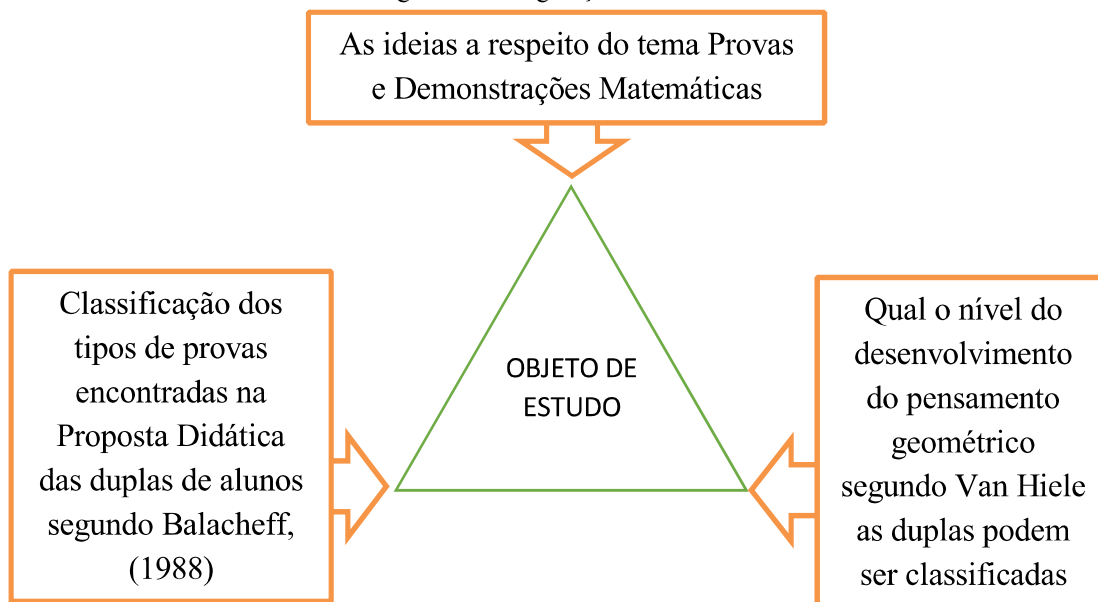 As ideias a respeito do tema Provas
e Demonstrações Matemáticas
Classificação dos
tipos de provas
encontradas na
Proposta Didática
das duplas de alunos
segundo Balacheff,
(1988)
OBJETO DE
ESTUDO
Qual o nível do
desenvolvimento
do pensamento
geométrico
segundo Van Hiele
as duplas podem
ser classificadas